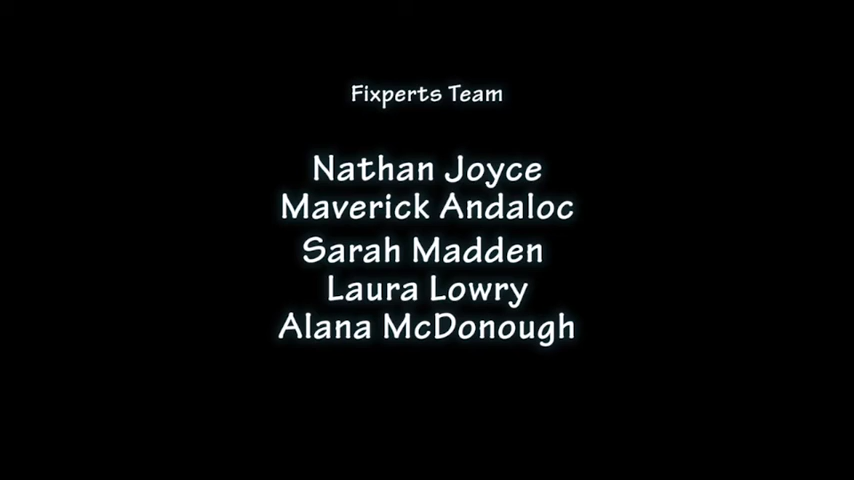 Fixperts Team
Nathan Joyce
Maverick Andaloc
Sarah Madden
Laura Lowry
Alana McDonough